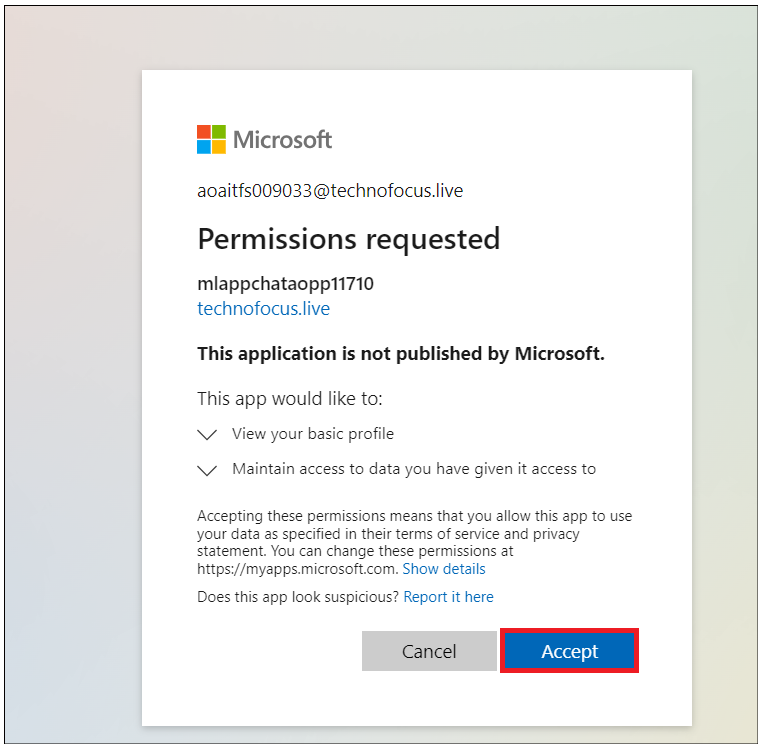 Microsoft
aoaitfs009033@technofocus.live
Permissions requested
mlappchataopp11710
technofocus.live
This application is not published by Microsoft.
This app would like to:
View your basic profile
Maintain access to data you have given it access to
Accepting these permissions means that you allow this app to use
your data as specified in their terms of service and privacy
statement. You can change these permissions at
https://myapps.microsoft.com. Show details
Does this app look suspicious? Report it here
Cancel Accept